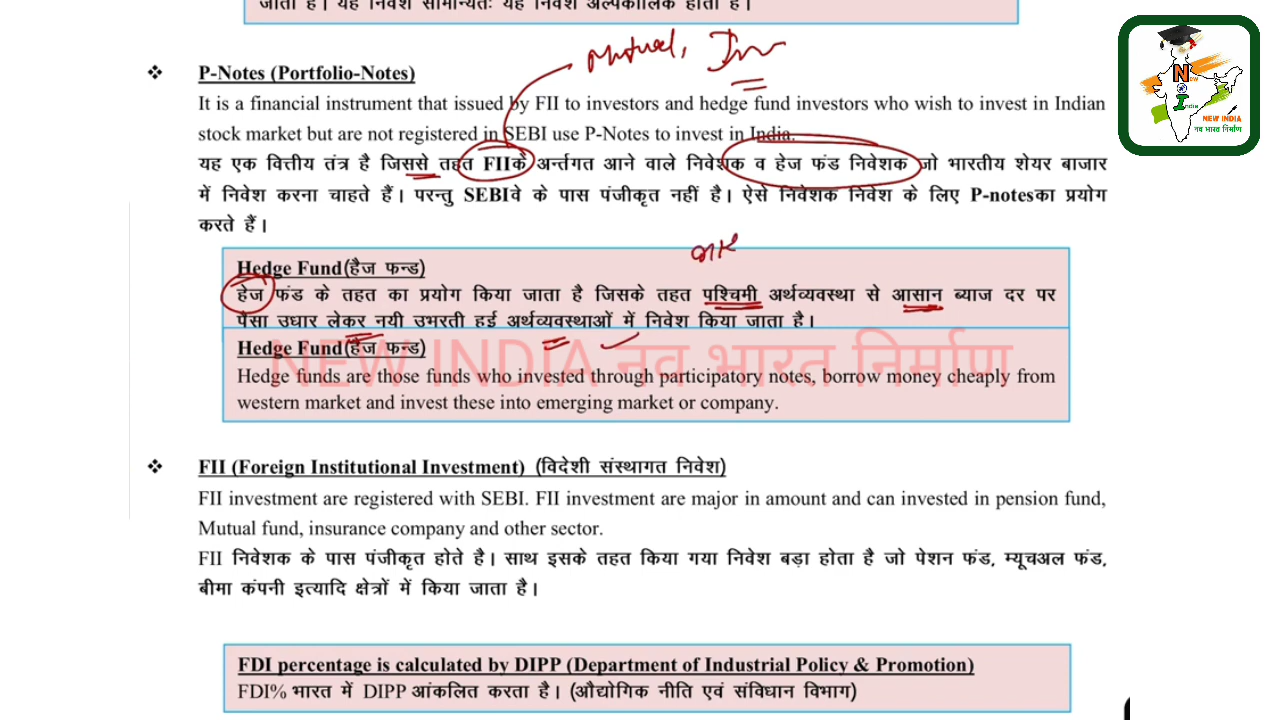 जाता है। यह निवेश सामान्यतः यह निवेश अल्पकालिक होता है।
Mutual,
❖ P-Notes (Portfolio-Notes)
It is a financial instrument that issued by FII to investors and hedge fund investors who wish to invest in Indian
stock market but are not registered in SEBI use P-Notes to invest in India.
यह एक वित्तीय तंत्र है जिससे तहत FIIके अर्न्तगत आने वाले निवेशक व हेज फंड निवेशक जो भारतीय शेयर बाजार
में निवेश करना चाहते हैं। परन्तु SEBIवे के पास पंजीकृत नहीं है। ऐसे निवेशक निवेश के लिए P-notesका प्रयोग
करते हैं।
Hedge Fund(हैज फन्ड)
हेज फंड के तहत का प्रयोग किया जाता है जिसके तहत पश्चिमी अर्थव्यवस्था से आसान ब्याज दर पर
पैसा उधार लेकर नयी उभरती हुई अर्थव्यवस्थाओं में निवेश किया जाता है।
Hedge Fund(हैज फन्ड)
NEW INDIA नव भारत निर्माण
Hedge funds are those funds who invested through participatory notes, borrow money cheaply from
western market and invest these into emerging market or company.
❖ FII (Foreign Institutional Investment) (विदेशी संस्थागत निवेश)
FII investment are registered with SEBI. FII investment are major in amount and can invested in pension fund,
Mutual fund, insurance company and other sector.
FII निवेशक के पास पंजीकृत होते है। साथ इसके तहत किया गया निवेश बड़ा होता है जो पेशन फंड, म्यूचअल फंड,
बीमा कंपनी इत्यादि क्षेत्रों में किया जाता है।
FDI percentage is calculated by DIPP (Department of Industrial Policy & Promotion)
FDI% भारत में DIPP आंकलित करता है। (औद्योगिक नीति एवं संविधान विभाग)
New
India
NEW INDIA
नव भारत निर्माण